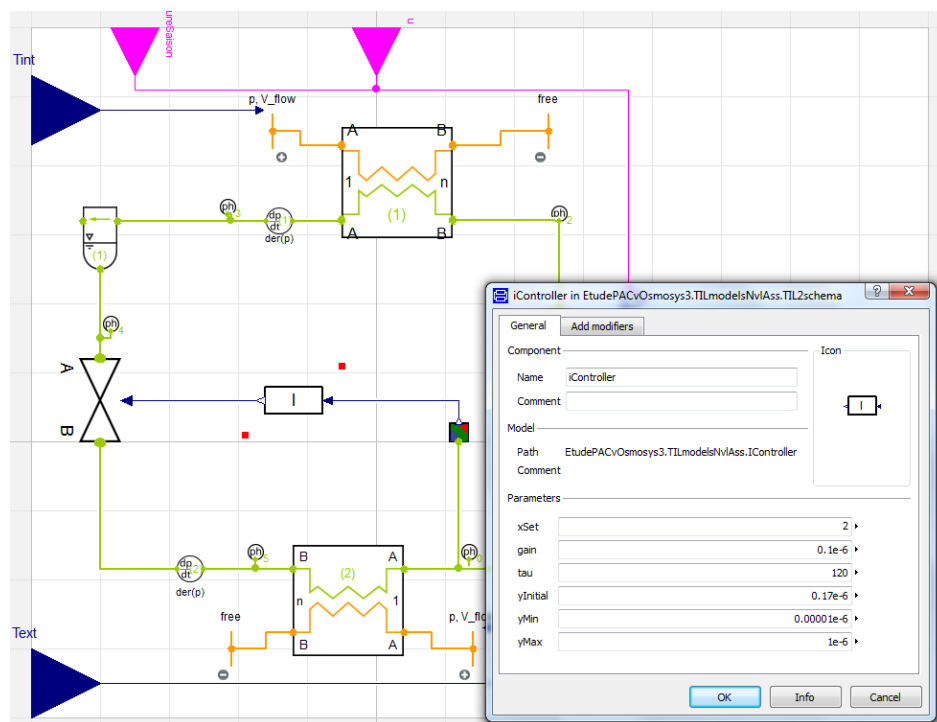 ureSaison
n
Tint
p, V_flow
free
A
B
1
n
(1)
A
B
ph
3
dp
dt
1
der(p)
ph
2
(1)
ph
4
A
B
I
dp
dt
2
der(p)
ph
5
B
A
(2)
n
1
B
A
ph
0
free
p, V_flo
Text
iController in EtudePACvOsmosys3.TILmodelsNvlAss.TIL2schema
General
Add modifiers
Component
Icon
Name
iController
Comment
I
Model
Path
EtudePACvOsmosys3.TILmodelsNvlAss.IController
Comment
Parameters
xSet
2
gain
0.1e-6
tau
120
yInitial
0.17e-6
yMin
0.00001e-6
yMax
1e-6
OK
Info
Cancel